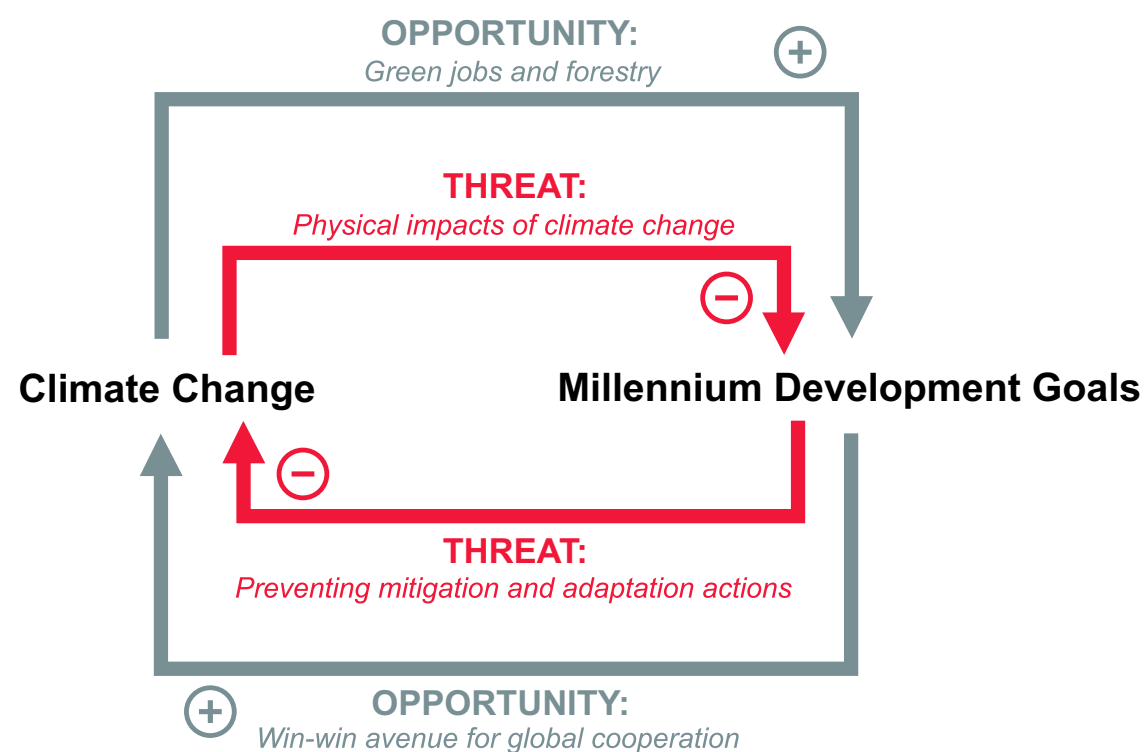 OPPORTUNITY:
Green jobs and forestry
+
THREAT:
Physical impacts of climate change
−
Climate Change
Millennium Development Goals
−
THREAT:
Preventing mitigation and adaptation actions
+
OPPORTUNITY:
Win-win avenue for global cooperation